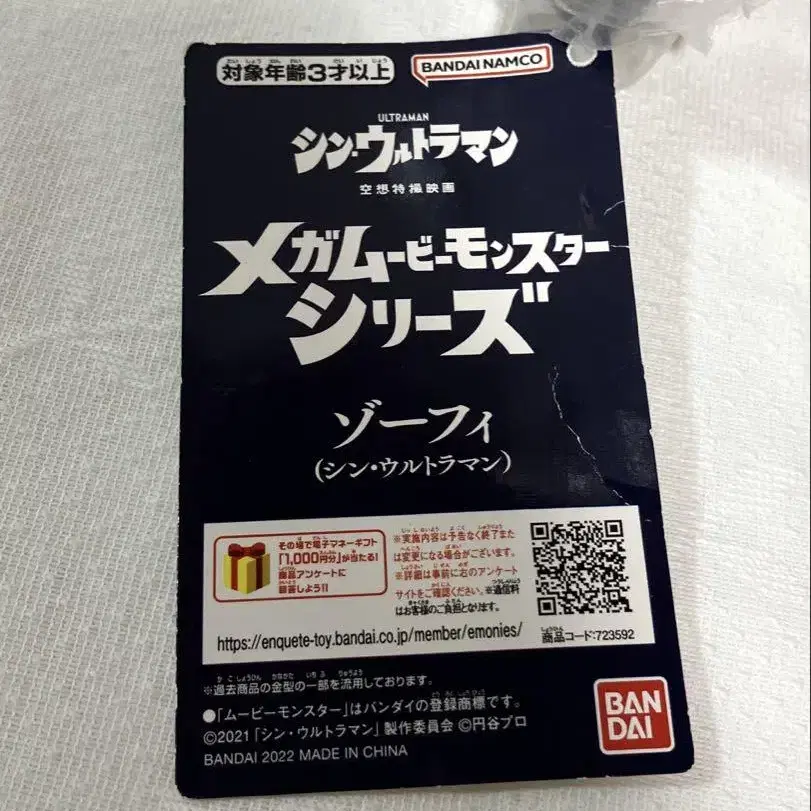 対象年齢3才以上
BANDAI NAMCO
ULTRAMAN
シン・ウルトラマン
空想特撮映画
メガムービーモンスター
シリーズ
ゾーフィ
(シン・ウルトラマン)
その場で電子マネーギフト
「1,000円分」が当たる!
商品アンケートに
回答しよう!!
※実施内容は予告なく終了また
は変更になる場合がございます。
※詳細は事前に右のアンケート
サイトをご確認ください。※通信料
はお客様のご負担となります。
https://enquete-toy.bandai.co.jp/member/emonies/
商品コード:723592
※過去商品の金型の一部を流用しております。
●「ムービーモンスター」はバンダイの登録商標です。
©2021「シン・ウルトラマン」製作委員会 ©円谷プロ
BANDAI 2022 MADE IN CHINA
BAN
DAI